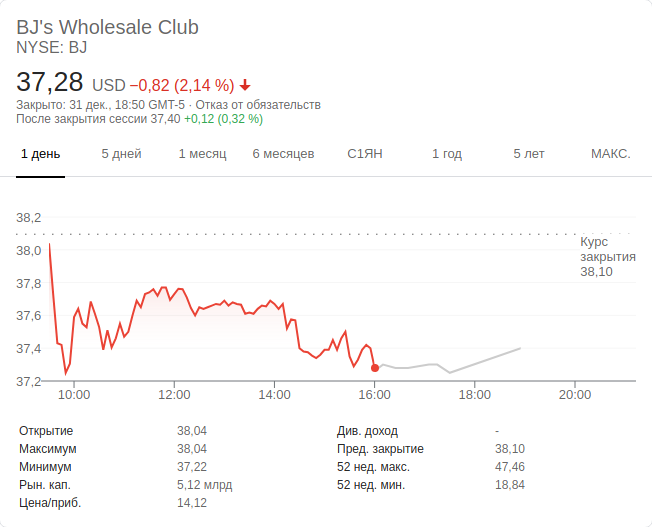 BJ's Wholesale Club
NYSE: BJ
37,28 USD −0,82 (2,14 %)
Закрыто: 31 дек., 18:50 GMT-5 · Отказ от обязательств
После закрытия сессии 37,40 +0,12 (0,32 %)
1 день 5 дней 1 месяц 6 месяцев С1ЯН 1 год 5 лет МАКС.
38,2
38,0
37,8
37,6
37,4
37,2
Курс
закрытия
38,10
10:00 12:00 14:00 16:00 18:00 20:00
Открытие 38,04 Див. доход -
Максимум 38,04 Пред. закрытие 38,10
Минимум 37,22 52 нед. макс. 47,46
Рын. кап. 5,12 млрд 52 нед. мин. 18,84
Цена/приб. 14,12